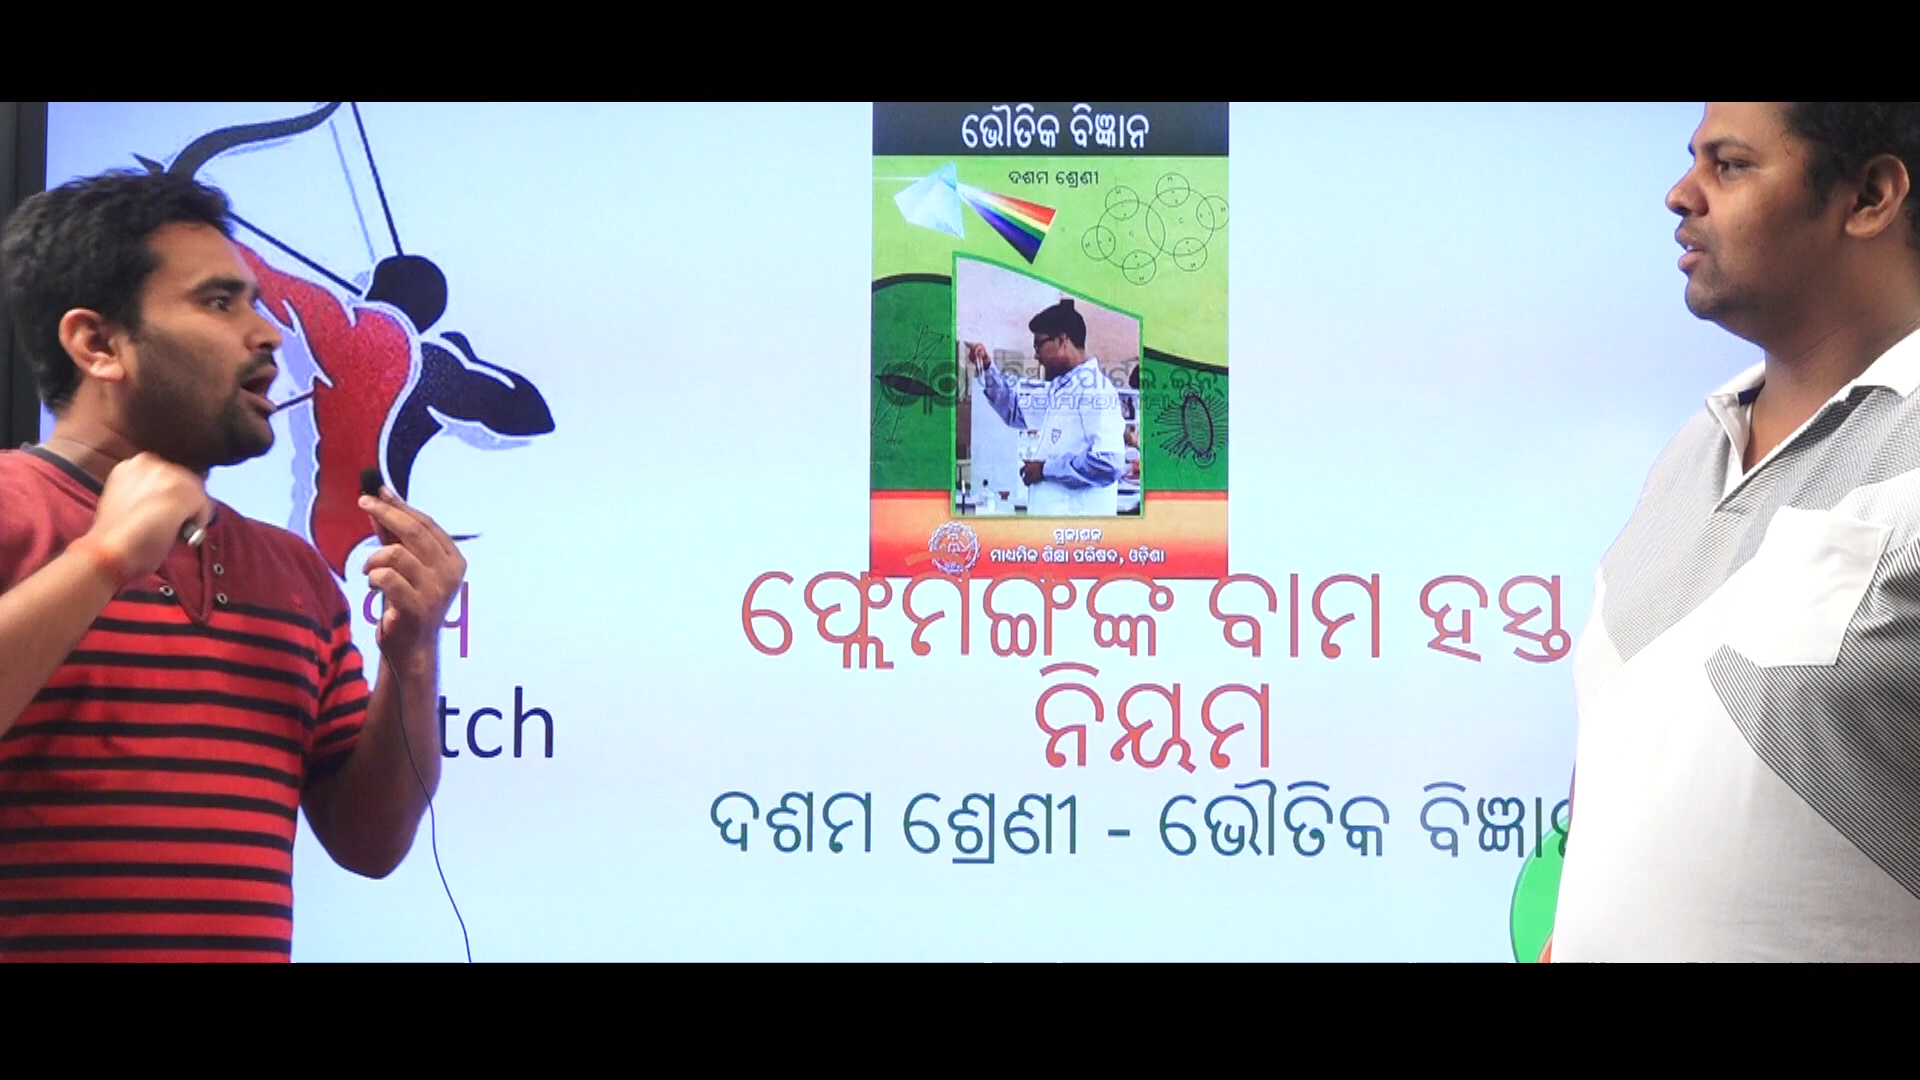 ଭୌତିକ ବିଜ୍ଞାନ
ଦଶମ ଶ୍ରେଣୀ
ପ୍ରକାଶକ
ମାଧ୍ୟମିକ ଶିକ୍ଷା ପରିଷଦ, ଓଡ଼ିଶା
ଫ୍ଲେମିଙ୍ଗଙ୍କ ବାମ ହସ୍ତ
ନିୟମ
tch
ଦଶମ ଶ୍ରେଣୀ - ଭୌତିକ ବିଜ୍ଞାନ